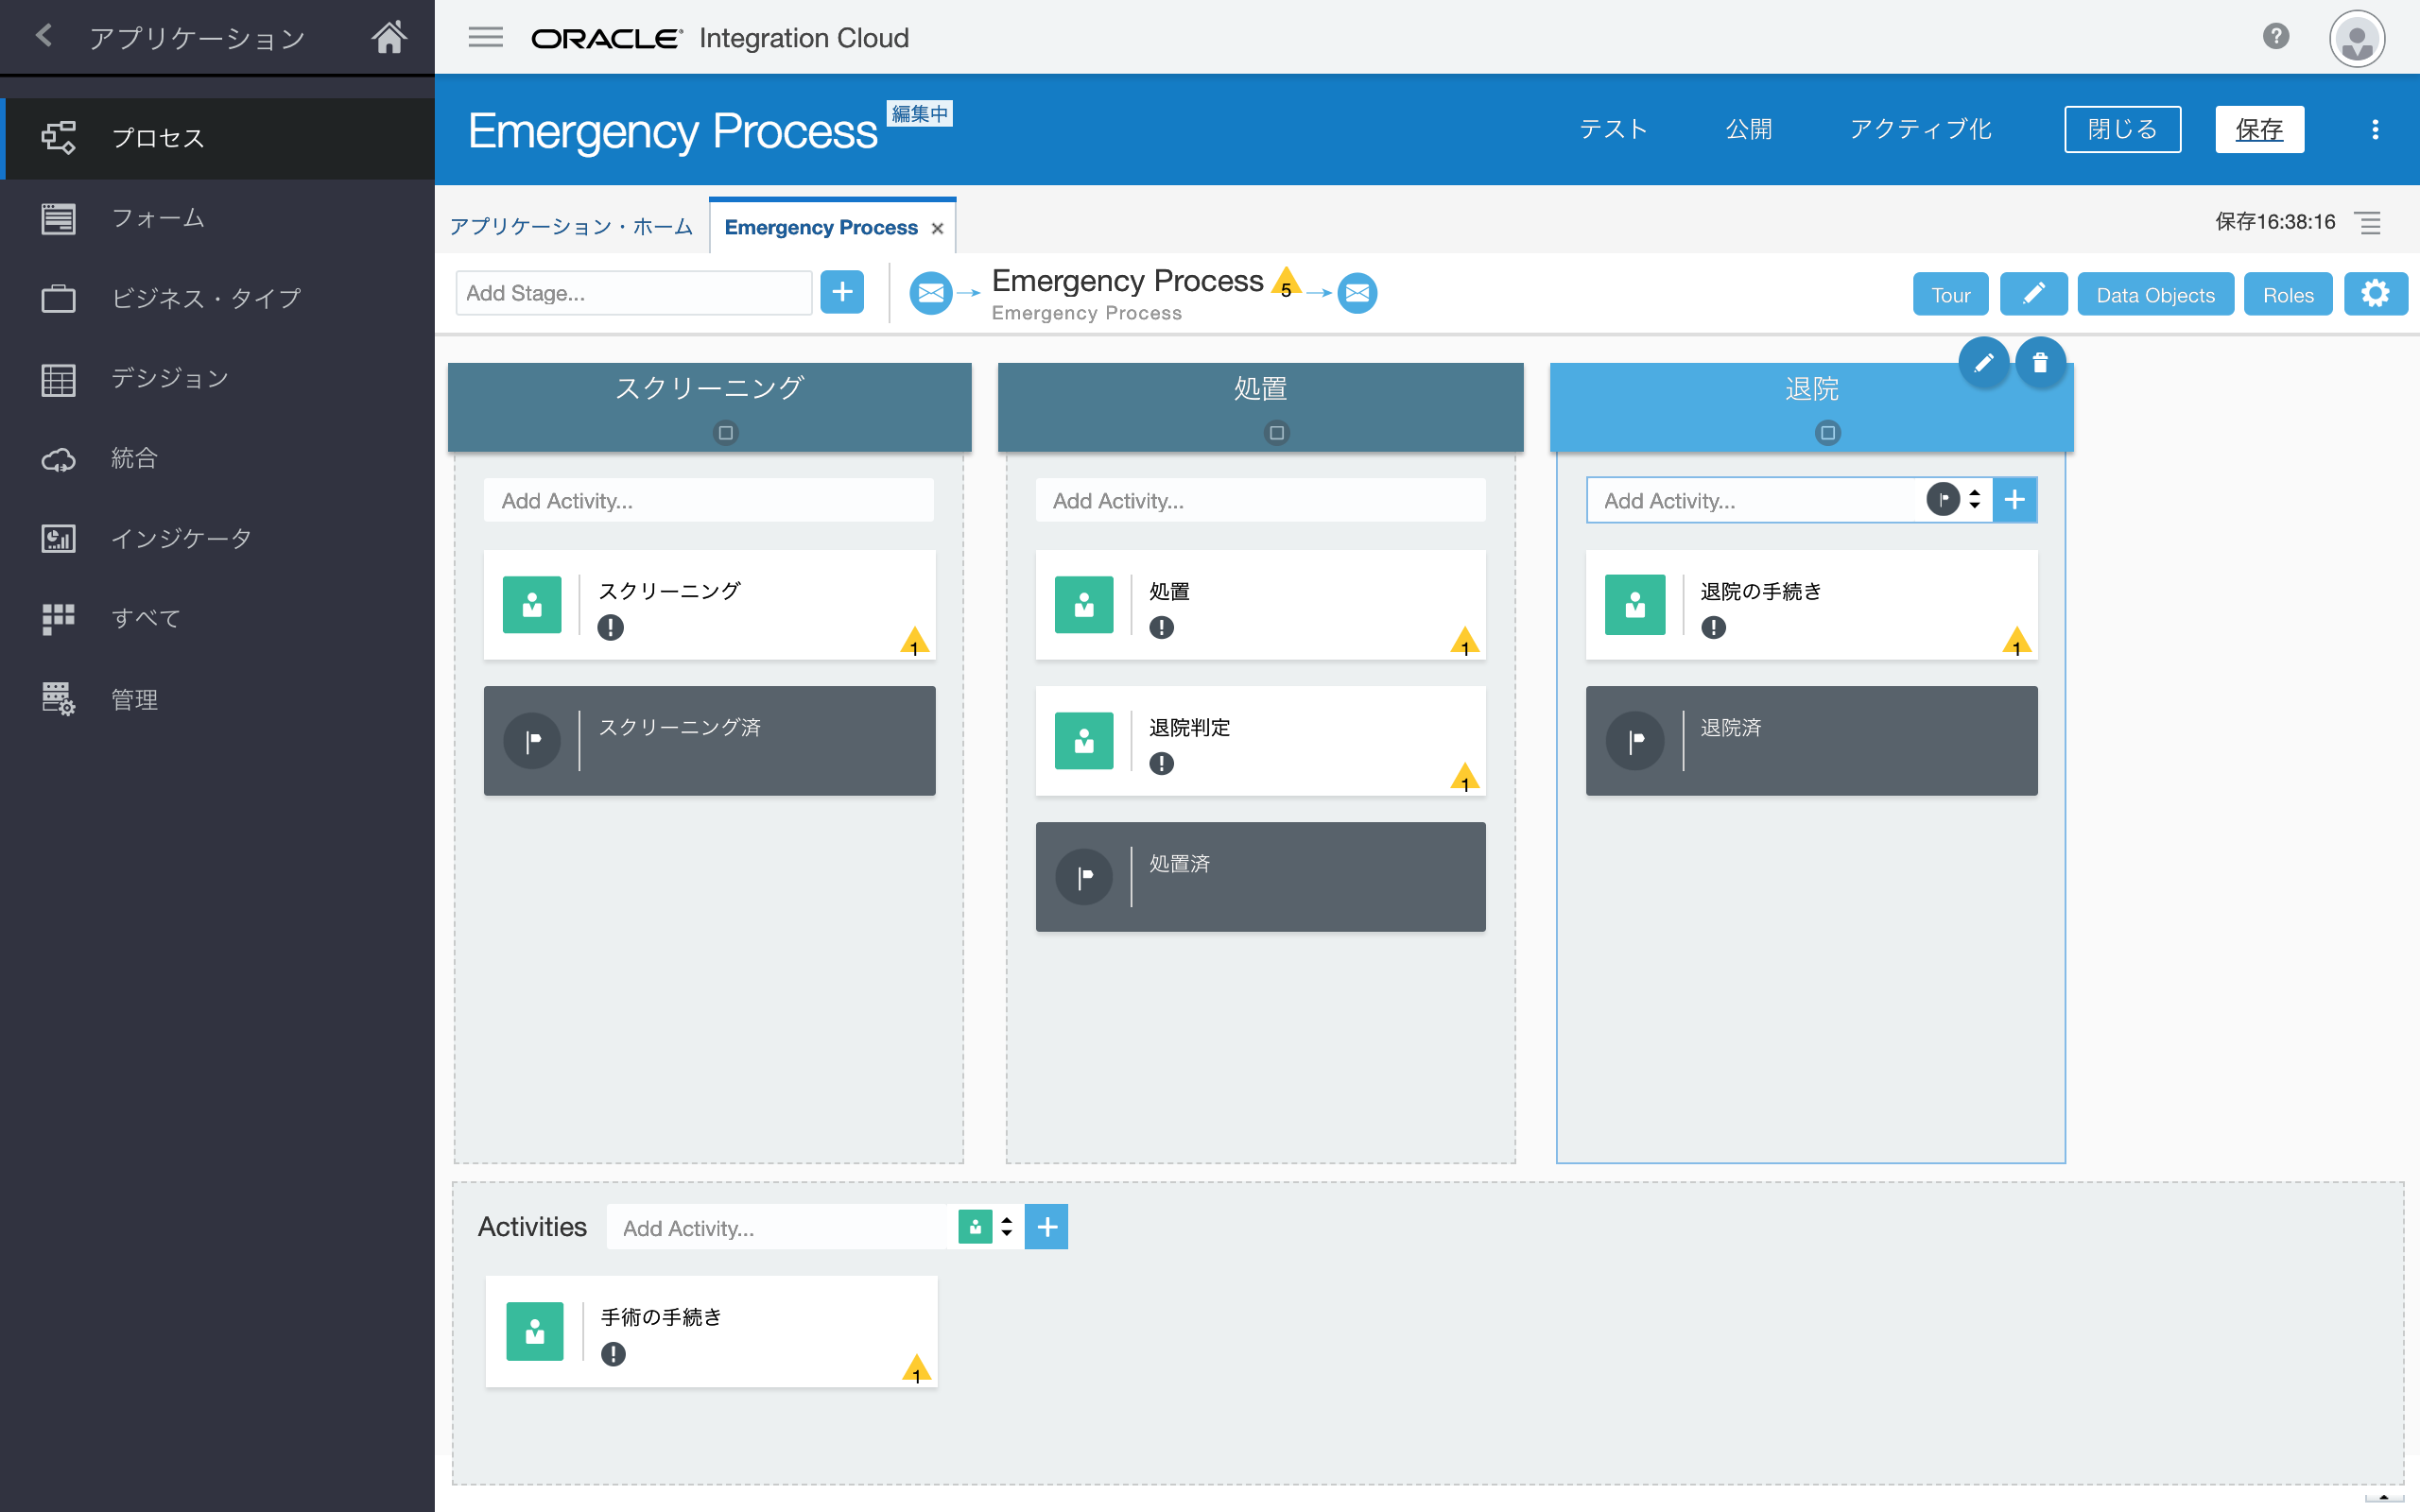 アプリケーション
ORACLE Integration Cloud
?
プロセス
フォーム
ビジネス・タイプ
デシジョン
統合
インジケータ
すべて
管理
Emergency Process 編集中
テスト 公開 アクティブ化 閉じる 保存
アプリケーション・ホーム Emergency Process × 保存16:38:16
Add Stage... +
Emergency Process 5
Emergency Process
Tour Data Objects Roles
スクリーニング
Add Activity...
スクリーニング
1
スクリーニング済
処置
Add Activity...
処置
1
退院判定
1
処置済
退院
Add Activity... +
退院の手続き
1
退院済
Activities Add Activity... +
手術の手続き
1